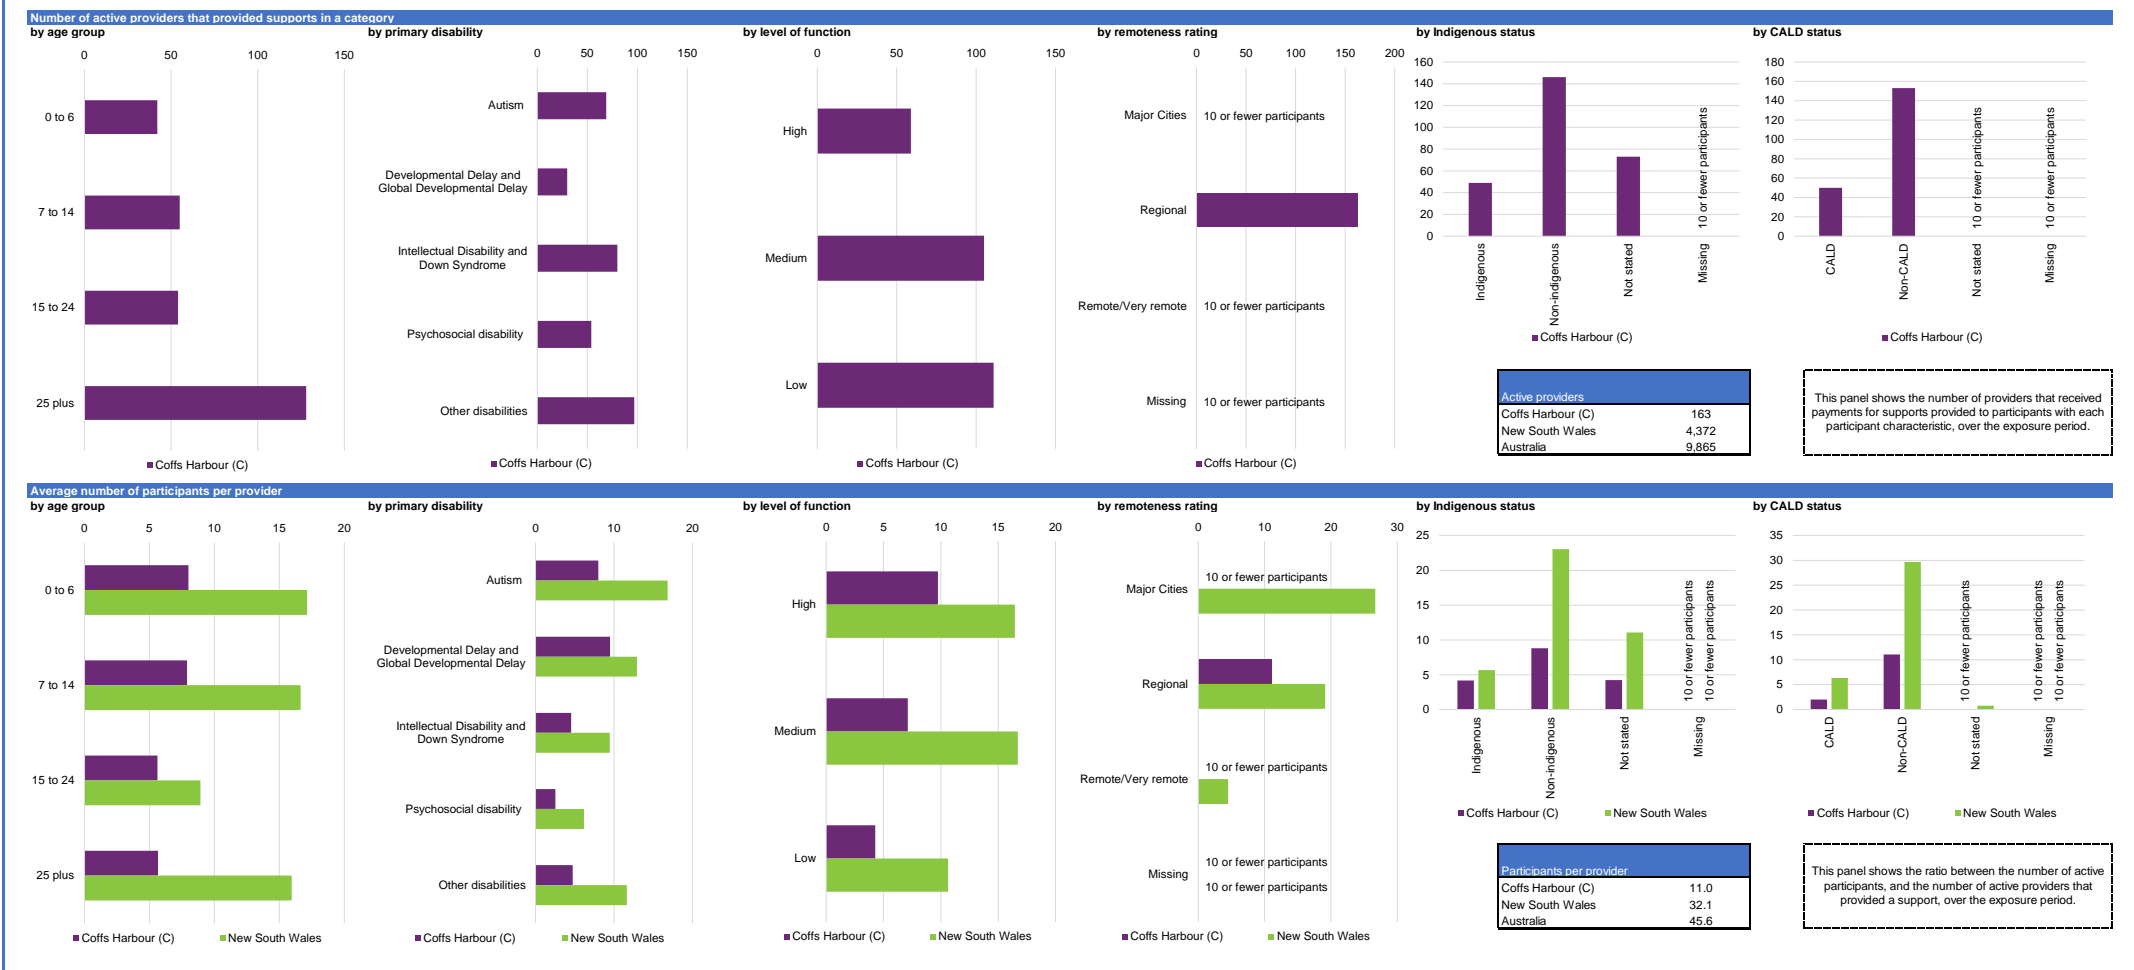 Number of active providers that provided supports in a category
by age group
0 50 100 150
0 to 6
7 to 14
15 to 24
25 plus
Coffs Harbour (C)
by primary disability
0 50 100 150
Autism
Developmental Delay and
Global Developmental Delay
Intellectual Disability and
Down Syndrome
Psychosocial disability
Other disabilities
Coffs Harbour (C)
by level of function
0 50 100 150
High
Medium
Low
Coffs Harbour (C)
by remoteness rating
0 50 100 150 200
Major Cities 10 or fewer participants
Regional
Remote/Very remote 10 or fewer participants
Missing 10 or fewer participants
Coffs Harbour (C)
by Indigenous status
160
140
120
100
80
60
40
20
0
10 or fewer participants
Indigenous
Non-indigenous
Not stated
Missing
Coffs Harbour (C)
by CALD status
180
160
140
120
100
80
60
40
20
0
10 or fewer participants
10 or fewer participants
CALD
Non-CALD
Not stated
Missing
Coffs Harbour (C)
Active providers
Coffs Harbour (C) 163
New South Wales 4,372
Australia 9,865
This panel shows the number of providers that received
payments for supports provided to participants with each
participant characteristic, over the exposure period.
Average number of participants per provider
by age group
0 5 10 15 20
0 to 6
7 to 14
15 to 24
25 plus
Coffs Harbour (C) New South Wales
by primary disability
0 10 20
Autism
Developmental Delay and
Global Developmental Delay
Intellectual Disability and
Down Syndrome
Psychosocial disability
Other disabilities
Coffs Harbour (C) New South Wales
by level of function
0 5 10 15 20
High
Medium
Low
Coffs Harbour (C) New South Wales
by remoteness rating
0 10 20 30
10 or fewer participants
Major Cities
Regional
10 or fewer participants
Remote/Very remote
10 or fewer participants
Missing
10 or fewer participants
Coffs Harbour (C) New South Wales
by Indigenous status
25
20
15
10
5
0
10 or fewer participants
10 or fewer participants
Indigenous
Non-indigenous
Not stated
Missing
Coffs Harbour (C) New South Wales
by CALD status
35
30
25
20
15
10
5
0
10 or fewer participants
10 or fewer participants
10 or fewer participants
CALD
Non-CALD
Not stated
Missing
Coffs Harbour (C) New South Wales
Participants per provider
Coffs Harbour (C) 11.0
New South Wales 32.1
Australia 45.6
This panel shows the ratio between the number of active
participants, and the number of active providers that
provided a support, over the exposure period.